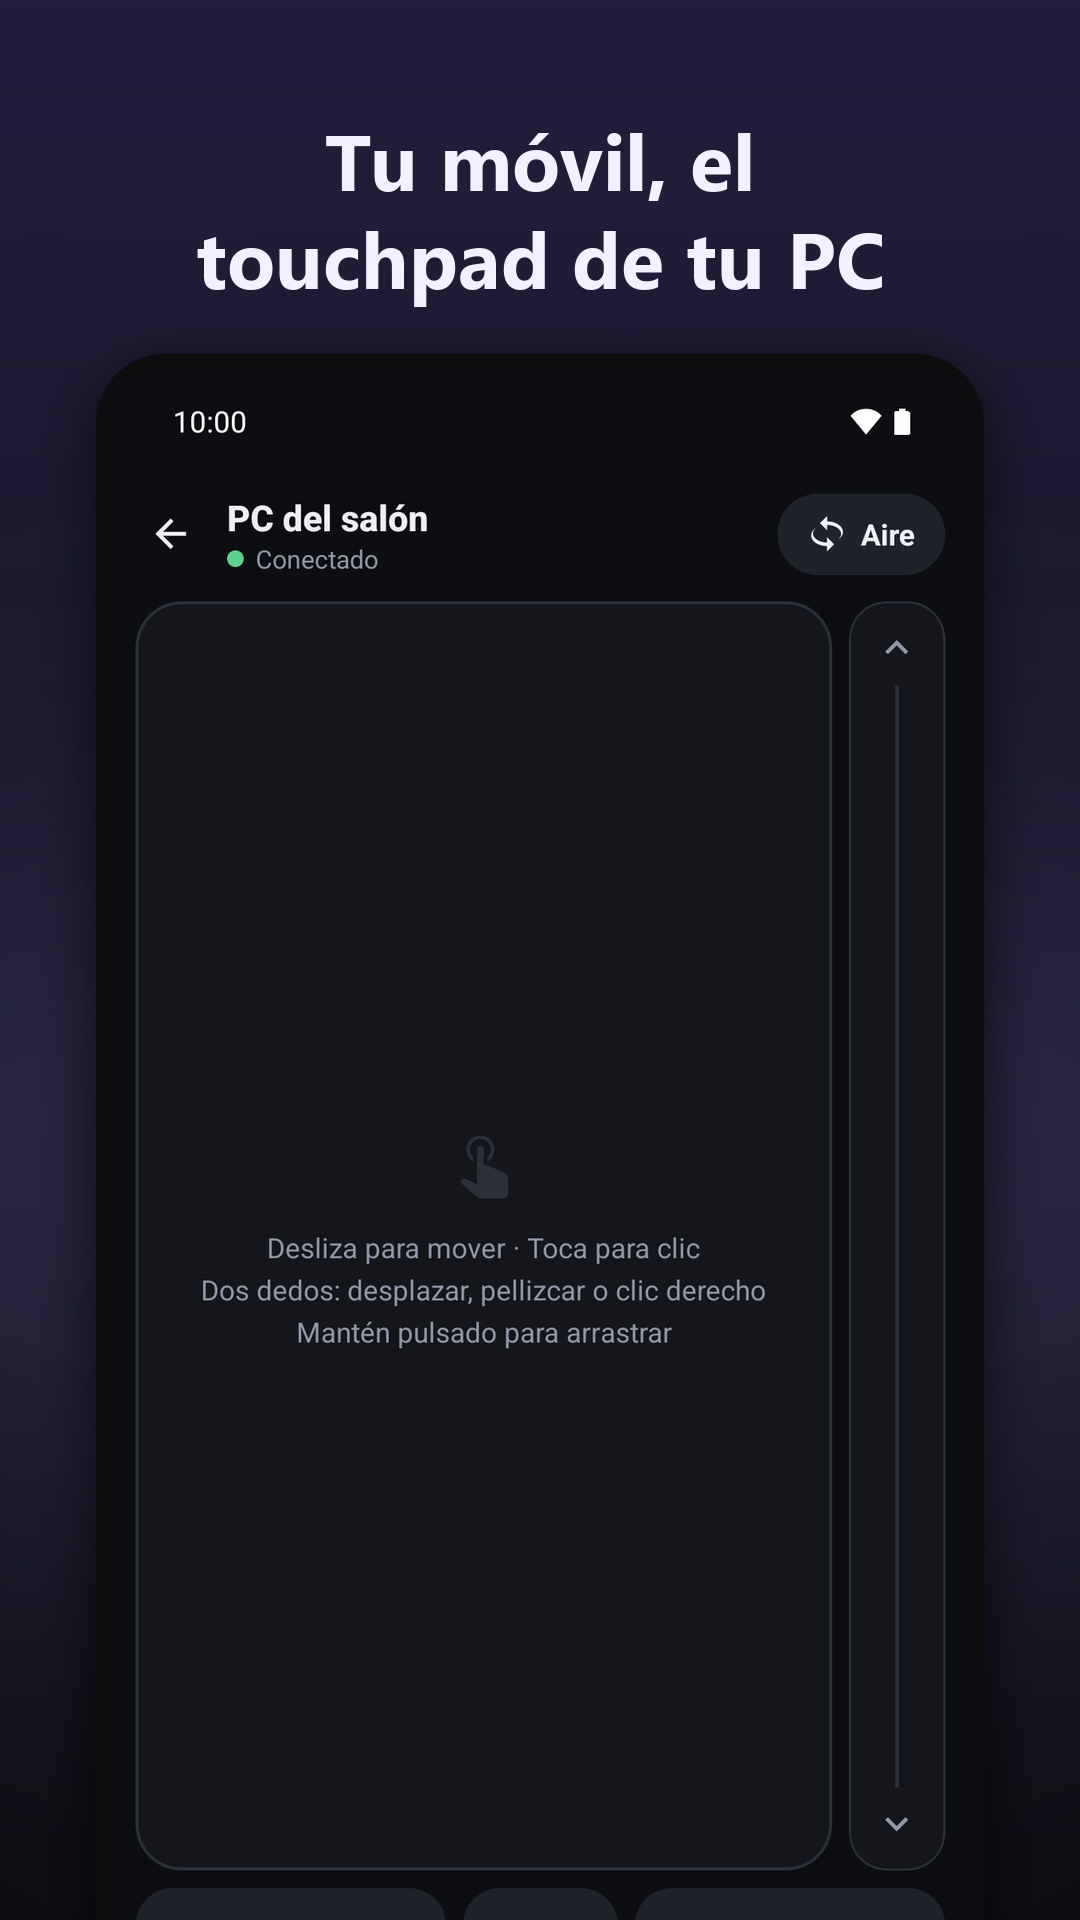 Tu móvil, el
touchpad de tu PC
10:00
PC del salón
Conectado
Aire
Desliza para mover · Toca para clic
Dos dedos: desplazar, pellizcar o clic derecho
Mantén pulsado para arrastrar